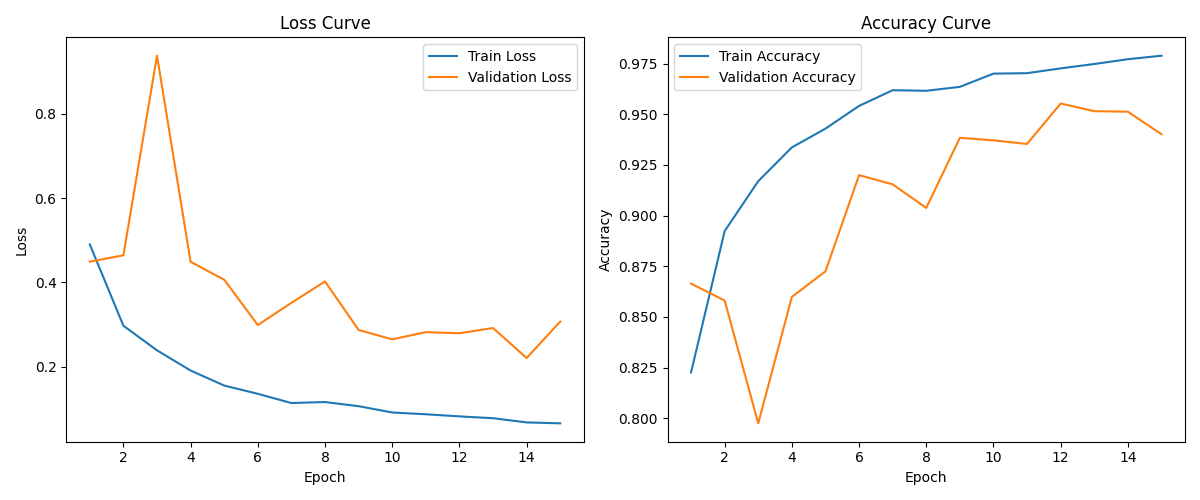 Loss Curve
Train Loss
Validation Loss
0.8
0.6
0.4
0.2
Loss
2 4 6 8 10 12 14
Epoch
Accuracy Curve
Train Accuracy
Validation Accuracy
0.975
0.950
0.925
0.900
0.875
0.850
0.825
0.800
Accuracy
2 4 6 8 10 12 14
Epoch